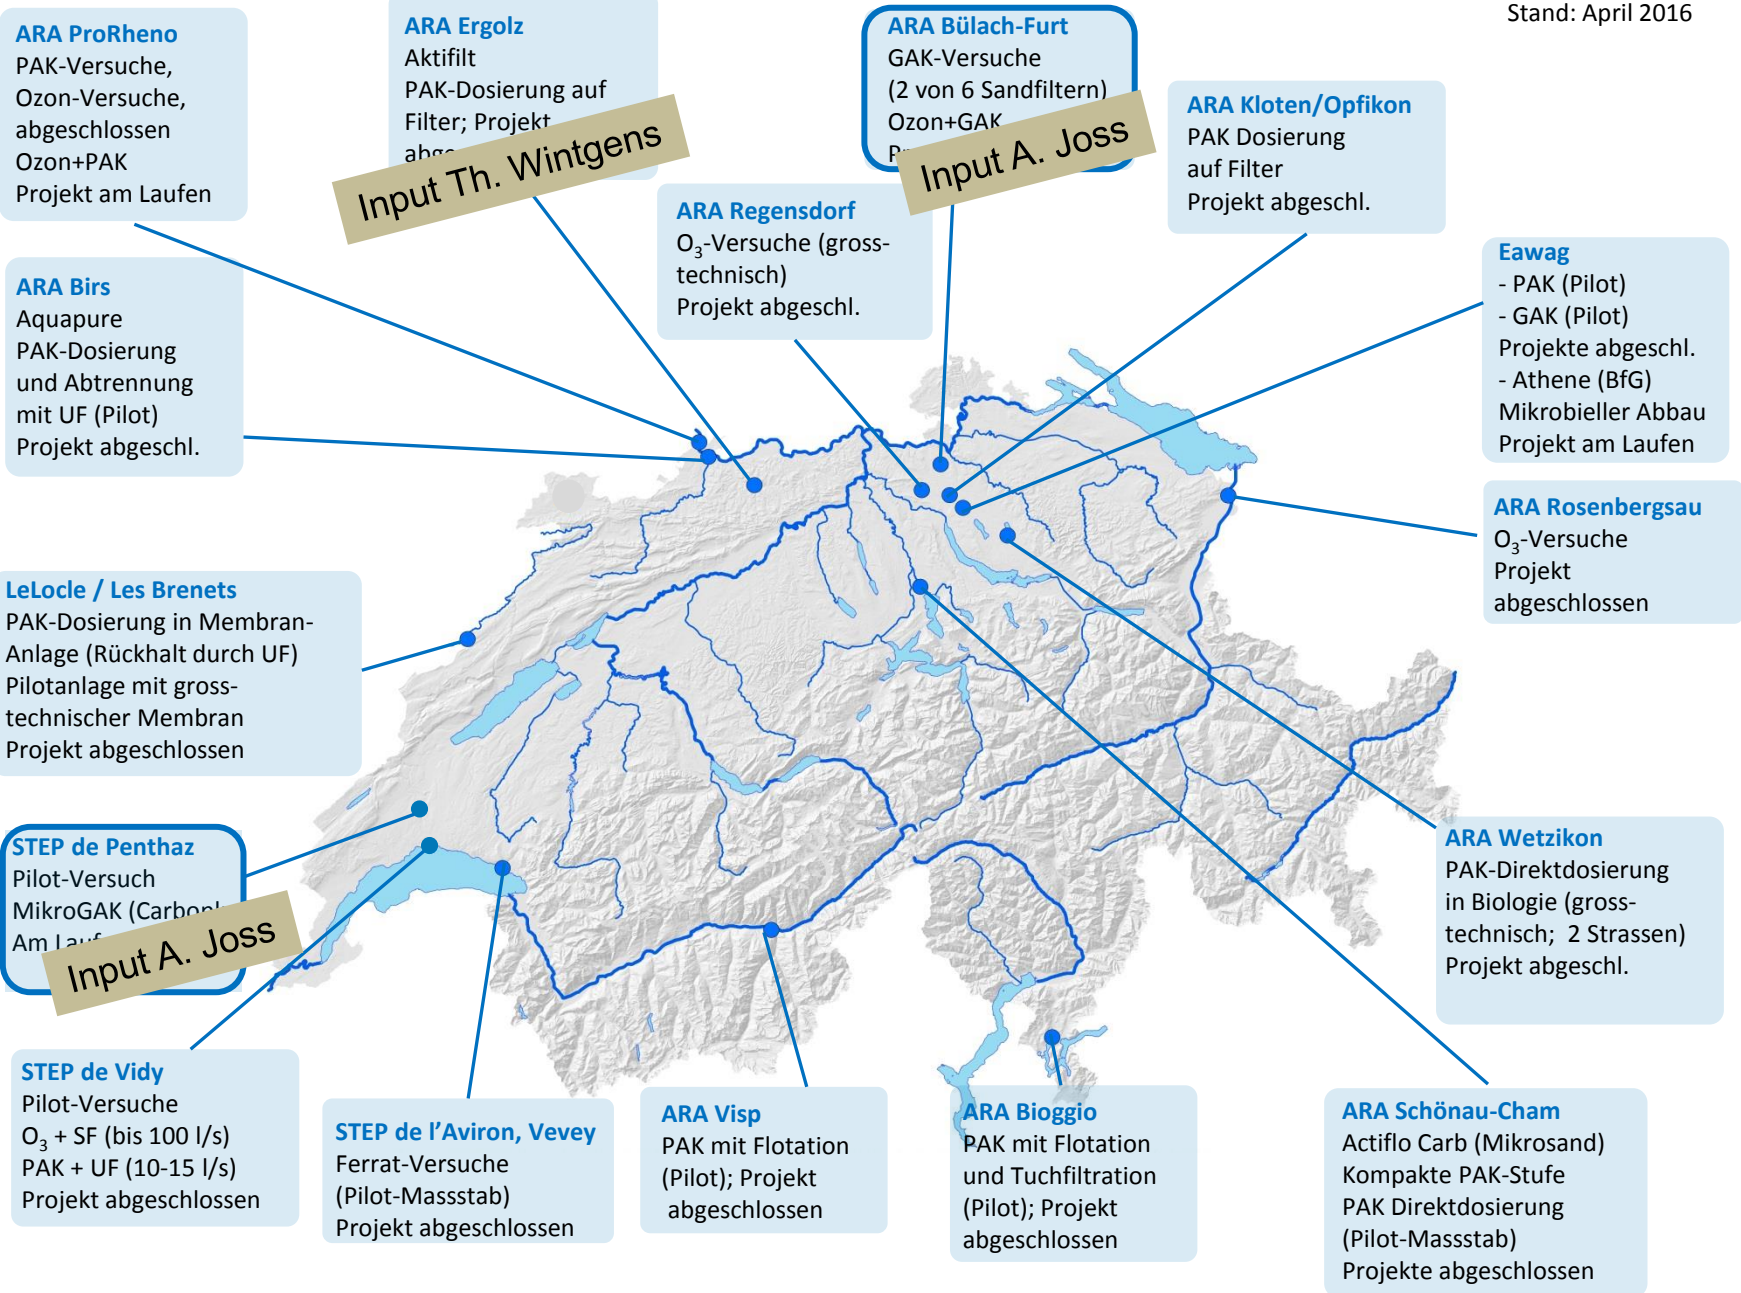 Stand: April 2016
ARA ProRheno
PAK-Versuche,
Ozon-Versuche,
abgeschlossen
Ozon+PAK
Projekt am Laufen
ARA Ergolz
Aktifilt
PAK-Dosierung auf
Filter; Projekt
Input Th. Wintgens
ARA Bülach-Furt
GAK-Versuche
(2 von 6 Sandfiltern)
Ozon+GAK
Input A. Joss
ARA Kloten/Opfikon
PAK Dosierung
auf Filter
Projekt abgeschl.
ARA Regensdorf
O₃-Versuche (gross-
technisch)
Projekt abgeschl.
Eawag
- PAK (Pilot)
- GAK (Pilot)
Projekte abgeschl.
- Athene (BfG)
Mikrobieller Abbau
Projekt am Laufen
ARA Birs
Aquapure
PAK-Dosierung
und Abtrennung
mit UF (Pilot)
Projekt abgeschl.
ARA Rosenbergsau
O₃-Versuche
Projekt
abgeschlossen
LeLocle / Les Brenets
PAK-Dosierung in Membran-
Anlage (Rückhalt durch UF)
Pilotanlage mit gross-
technischer Membran
Projekt abgeschlossen
STEP de Penthaz
Pilot-Versuch
MikroGAK
Am
Input A. Joss
ARA Wetzikon
PAK-Direktdosierung
in Biologie (gross-
technisch; 2 Strassen)
Projekt abgeschl.
STEP de Vidy
Pilot-Versuche
O₃ + SF (bis 100 l/s)
PAK + UF (10-15 l/s)
Projekt abgeschlossen
STEP de l'Aviron, Vevey
Ferrat-Versuche
(Pilot-Massstab)
Projekt abgeschlossen
ARA Visp
PAK mit Flotation
(Pilot); Projekt
abgeschlossen
ARA Bioggio
PAK mit Flotation
und Tuchfiltration
(Pilot); Projekt
abgeschlossen
ARA Schönau-Cham
Actiflo Carb (Mikrosand)
Kompakte PAK-Stufe
PAK Direktdosierung
(Pilot-Massstab)
Projekte abgeschlossen